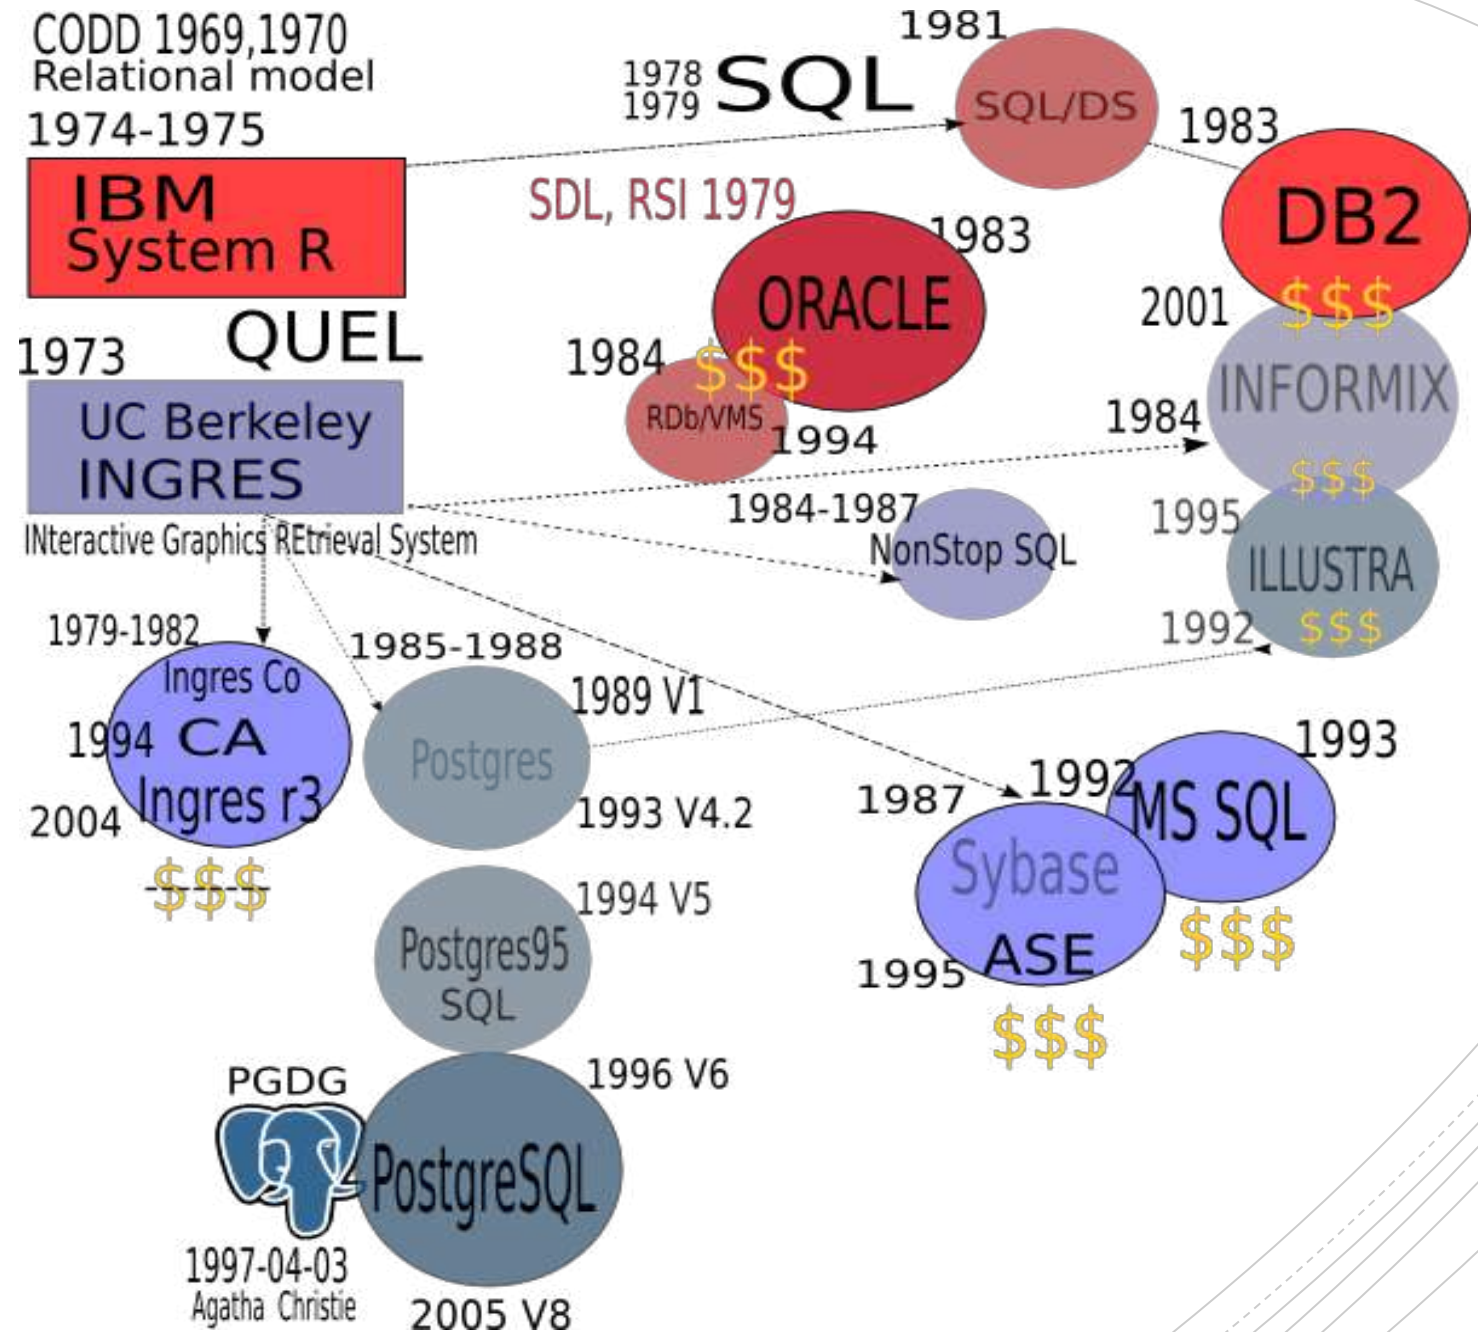 CODD 1969,1970
Relational model
1974-1975
IBM
System R
1978
1979
SQL
1981
SQL/DS
1983
DB2
$$$
SDL, RSI 1979
1983
ORACLE
$$$
1984
RDb/VMS
1994
2001
INFORMIX
1984
$$$
QUEL
1973
UC Berkeley
INGRES
INteractive Graphics REtrieval System
1984-1987
NonStop SQL
1995
ILLUSTRA
1992
$$$
1979-1982
Ingres Co
1994 CA
Ingres r3
2004
$$$
1985-1988
1989 V1
Postgres
1993 V4.2
1994 V5
Postgres95
SQL
1987
1992
1993
MS SQL
$$$
Sybase
ASE
1995
$$$
PGDG
1996 V6
PostgreSQL
1997-04-03
Agatha Christie
2005 V8